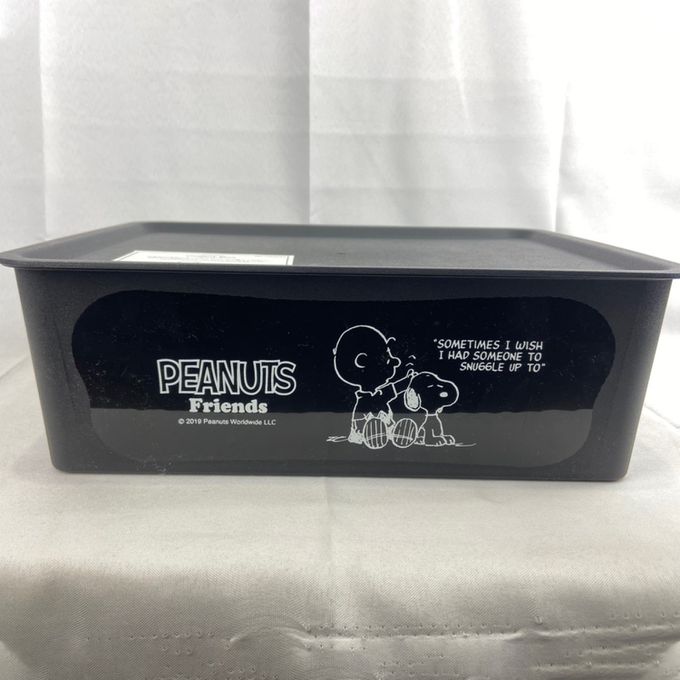 PEANUTS
Friends
© 2019 Peanuts Worldwide LLC
"SOMETIMES I WISH
I HAD SOMEONE TO
SNUGGLE UP TO"